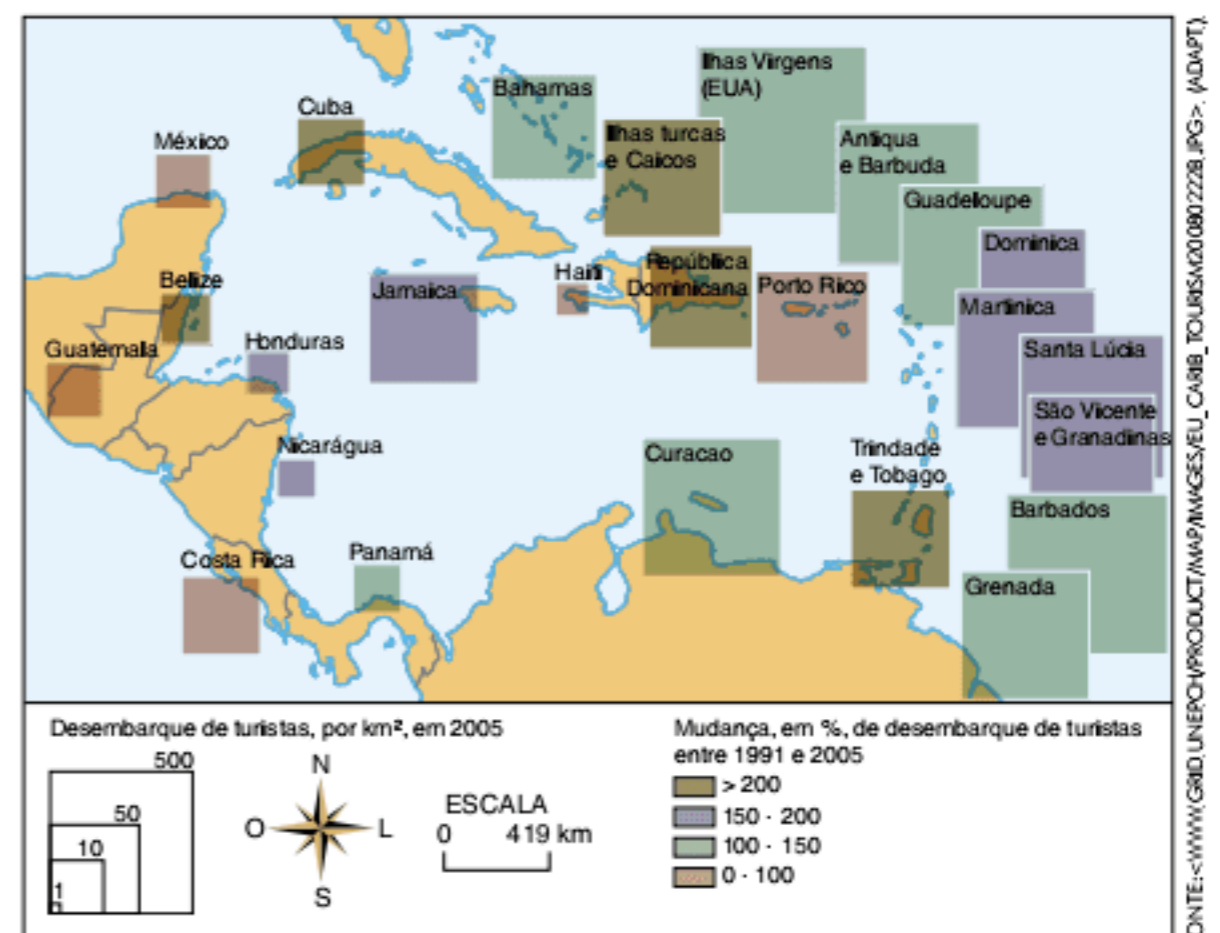 Ilhas Virgens
(EUA)
Bahamas
Cuba
Ilhas turcas
e Caicos
México
Antiqua
e Barbuda
Guadeloupe
Dominica
República
Dominicana
Haiti
Porto Rico
Bellize
Jamaica
Martinica
Honduras
Guatemalla
Santa Lúcia
São Vicente
e Granadinas
Nicarágua
Curacao
Trindade
e Tobago
Barbados
Costa Rica
Panamá
Grenada
Desembarque de turistas, por km², em 2005
500
50
10
1
N
O
L
S
ESCALA
0 419 km
Mudança, em %, de desembarque de turistas
entre 1991 e 2005
> 200
150 - 200
100 - 150
0 - 100